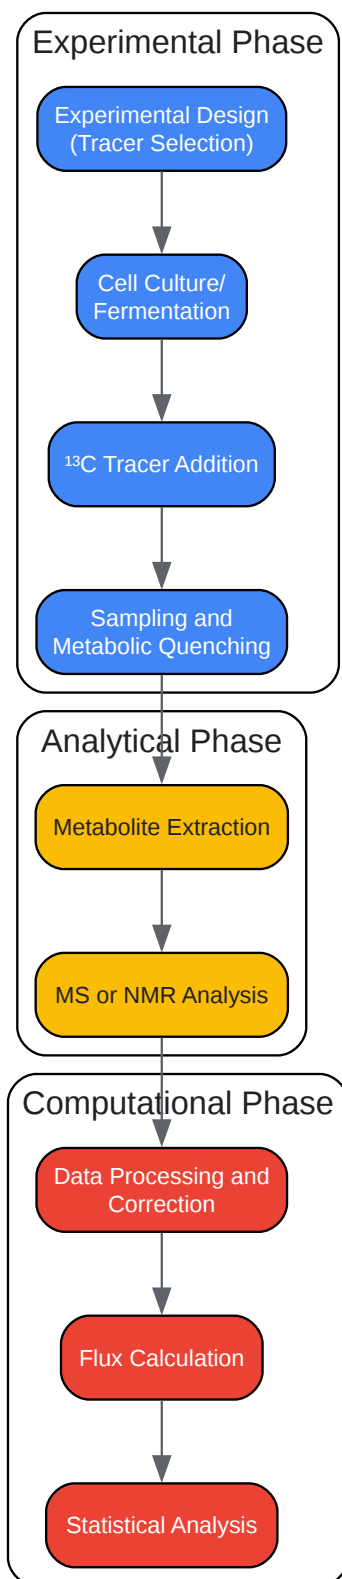 Experimental Phase
Experimental Design
(Tracer Selection)
Cell Culture/
Fermentation
¹³C Tracer Addition
Sampling and
Metabolic Quenching
Analytical Phase
Metabolite Extraction
MS or NMR Analysis
Computational Phase
Data Processing and
Correction
Flux Calculation
Statistical Analysis